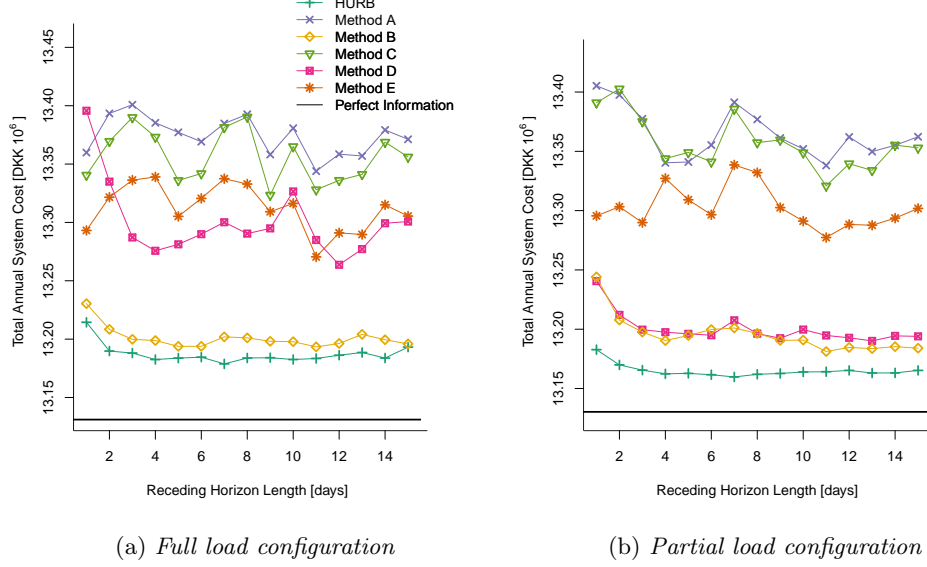 HURB
Method A
Method B
Method C
Method D
Method E
Perfect Information
Total Annual System Cost [DKK 10^6 ]
13.45
13.40
13.35
13.30
13.25
13.20
13.15
2 4 6 8 10 12 14
Receding Horizon Length [days]
(a) Full load configuration
Total Annual System Cost [DKK 10^6 ]
13.40
13.35
13.30
13.25
13.20
13.15
2 4 6 8 10 12 14
Receding Horizon Length [days]
(b) Partial load configuration